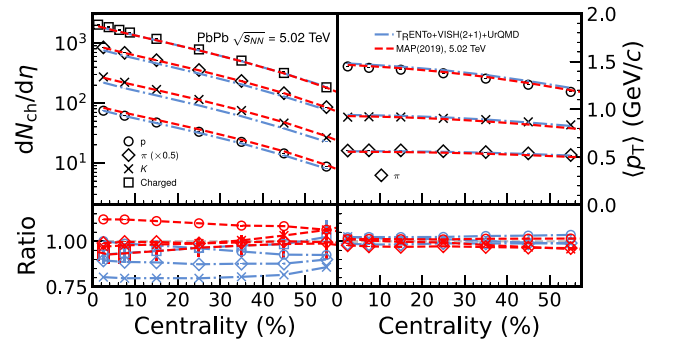 PbPb √sNN = 5.02 TeV
TRENTo+VISH(2+1)+UrQMD
MAP(2019), 5.02 TeV
dNch/dη
10³
10²
10¹
p
π (×0.5)
K
Charged
π
2.0
1.5
1.0
0.5
0.0
⟨pT⟩ (GeV/c)
Ratio
1.00
0.75
0 10 20 30 40 50
10 20 30 40 50
Centrality (%)
Centrality (%)